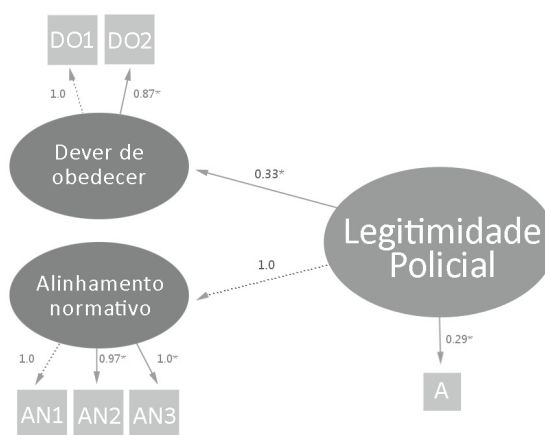 DO1 DO2
1.0 0.87*
Dever de
obedecer
0.33*
Legitimidade
Policial
Alinhamento
normativo
1.0
1.0 0.97* 1.0*
0.29*
AN1 AN2 AN3
A